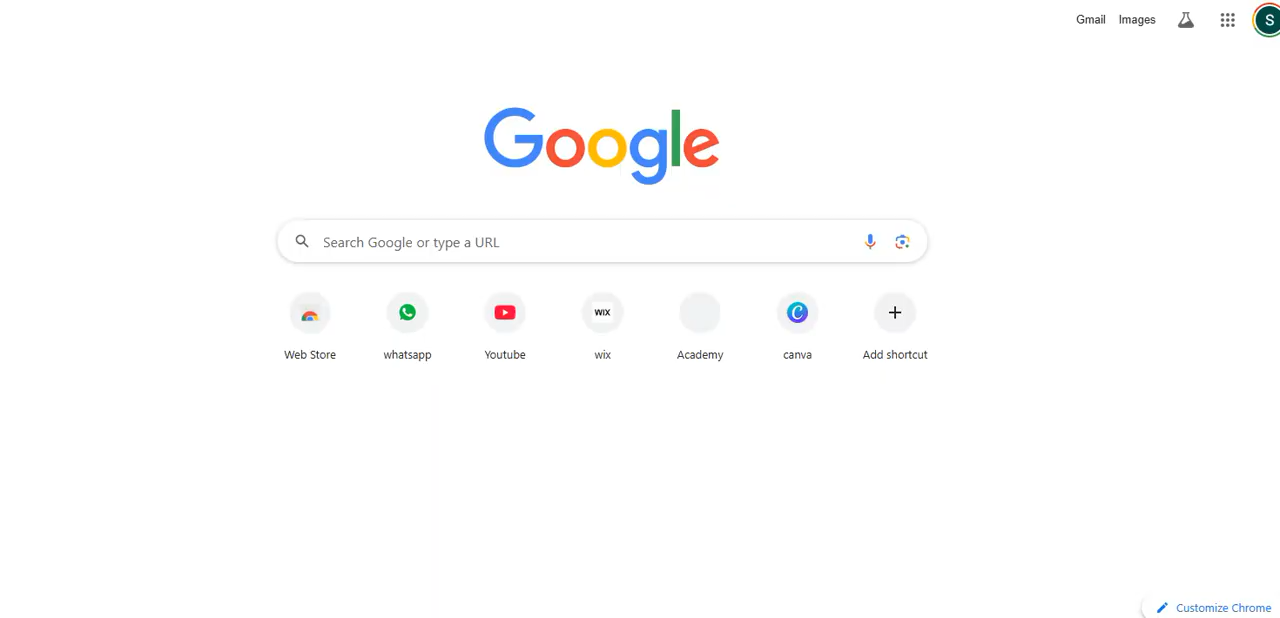 Gmail Images S
Google
Search Google or type a URL
WIX
Web Store whatsapp Youtube wix Academy canva Add shortcut
Customize Chrome